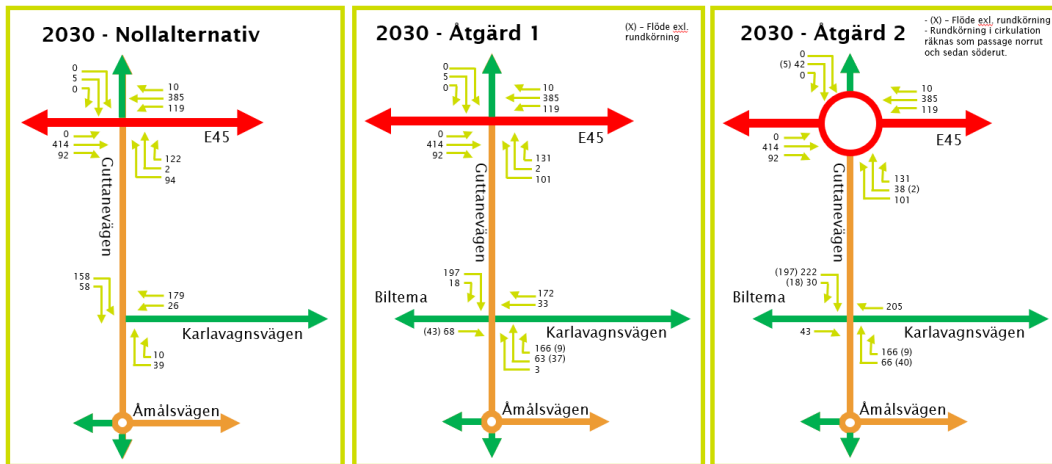 2030 - Nollalternativ
0
5
0
10
385
119
E45
0
414
92
122
2
94
Guttanevägen
158
58
179
26
Karlavagnsvägen
10
39
Åmålsvägen
2030 - Åtgärd 1
(X) – Flöde exl.
rundkörning
0
5
0
10
385
119
E45
0
414
92
131
2
101
Guttanevägen
197
18
172
33
Biltema
Karlavagnsvägen
(43) 68
166 (9)
63 (37)
3
Åmålsvägen
2030 - Åtgärd 2
- (X) – Flöde exl. rundkörning
- Rundkörning i cirkulation
räknas som passage norrut
och sedan söderut.
0
(5) 42
0
10
385
119
E45
0
414
92
131
38 (2)
101
Guttanevägen
(197) 222
(18) 30
205
Biltema
Karlavagnsvägen
43
166 (9)
66 (40)
Åmålsvägen